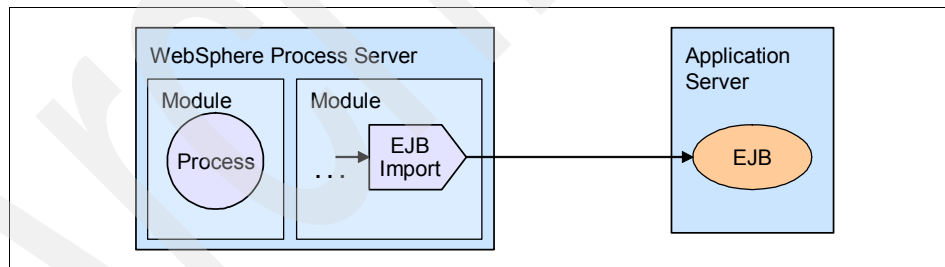 WebSphere Process Server
Module
Process
Module
...
EJB
Import
Application
Server
EJB